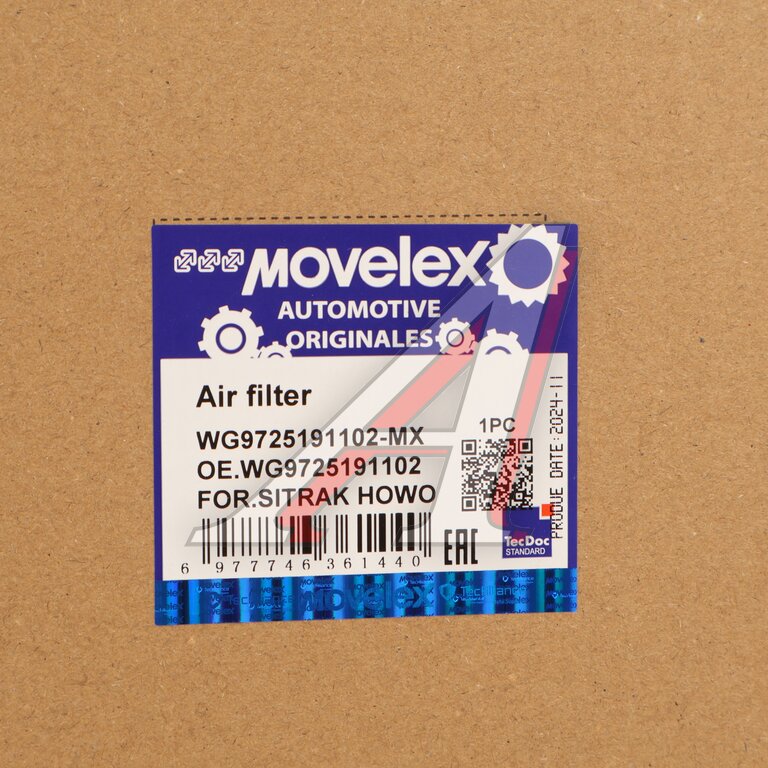 MOVELEX
AUTOMOTIVE
ORIGINALES
Air filter
WG9725191102-MX
OE.WG9725191102
FOR.SITRAK HOWO
1PC
PRODUE DATE:2024-11
6 977746 361440
EAC
TecDoc
STANDARD
MOVELEX